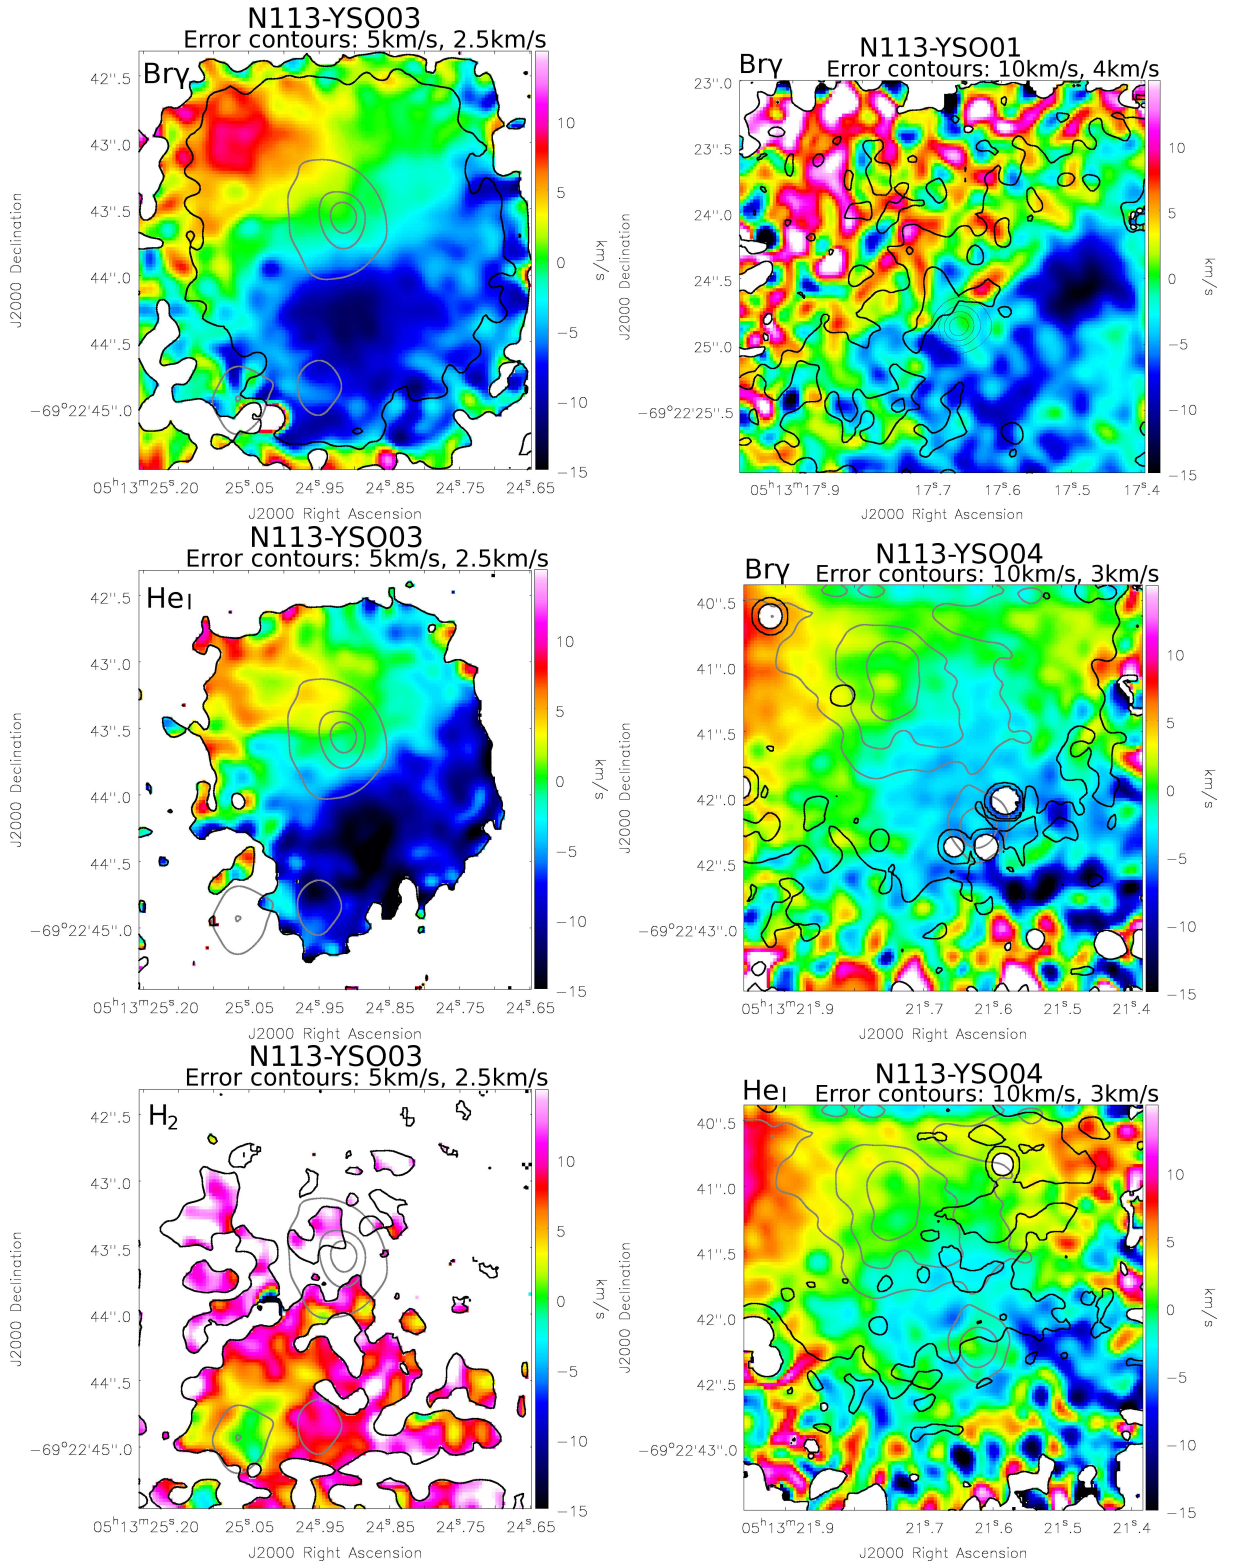 N113-YSO03
Error contours: 5km/s, 2.5km/s
Brγ
J2000 Declination
42".5
43".0
43".5
44".0
44".5
−69°22'45".0
05ʰ13ᵐ25ˢ.20
25ˢ.05
24ˢ.95
24ˢ.85
24ˢ.75
24ˢ.65
J2000 Right Ascension
10
5
0
−5
−10
−15
km/s
N113-YSO01
Error contours: 10km/s, 4km/s
Brγ
J2000 Declination
23".0
23".5
24".0
24".5
25".0
−69°22'25".5
05ʰ13ᵐ17ˢ.9
17ˢ.7
17ˢ.6
17ˢ.5
17ˢ.4
J2000 Right Ascension
10
5
0
−5
−10
−15
km/s
N113-YSO03
Error contours: 5km/s, 2.5km/s
HeI
J2000 Declination
42".5
43".0
43".5
44".0
44".5
−69°22'45".0
05ʰ13ᵐ25ˢ.20
25ˢ.05
24ˢ.95
24ˢ.85
24ˢ.75
24ˢ.65
J2000 Right Ascension
10
5
0
−5
−10
−15
km/s
N113-YSO04
Error contours: 10km/s, 3km/s
Brγ
J2000 Declination
40".5
41".0
41".5
42".0
42".5
−69°22'43".0
05ʰ13ᵐ21ˢ.9
21ˢ.7
21ˢ.6
21ˢ.5
21ˢ.4
J2000 Right Ascension
10
5
0
−5
−10
−15
km/s
N113-YSO03
Error contours: 5km/s, 2.5km/s
H₂
J2000 Declination
42".5
43".0
43".5
44".0
44".5
−69°22'45".0
05ʰ13ᵐ25ˢ.20
25ˢ.05
24ˢ.95
24ˢ.85
24ˢ.75
24ˢ.65
J2000 Right Ascension
10
5
0
−5
−10
−15
km/s
N113-YSO04
Error contours: 10km/s, 3km/s
HeI
J2000 Declination
40".5
41".0
41".5
42".0
42".5
−69°22'43".0
05ʰ13ᵐ21ˢ.9
21ˢ.7
21ˢ.6
21ˢ.5
21ˢ.4
J2000 Right Ascension
10
5
0
−5
−10
−15
km/s